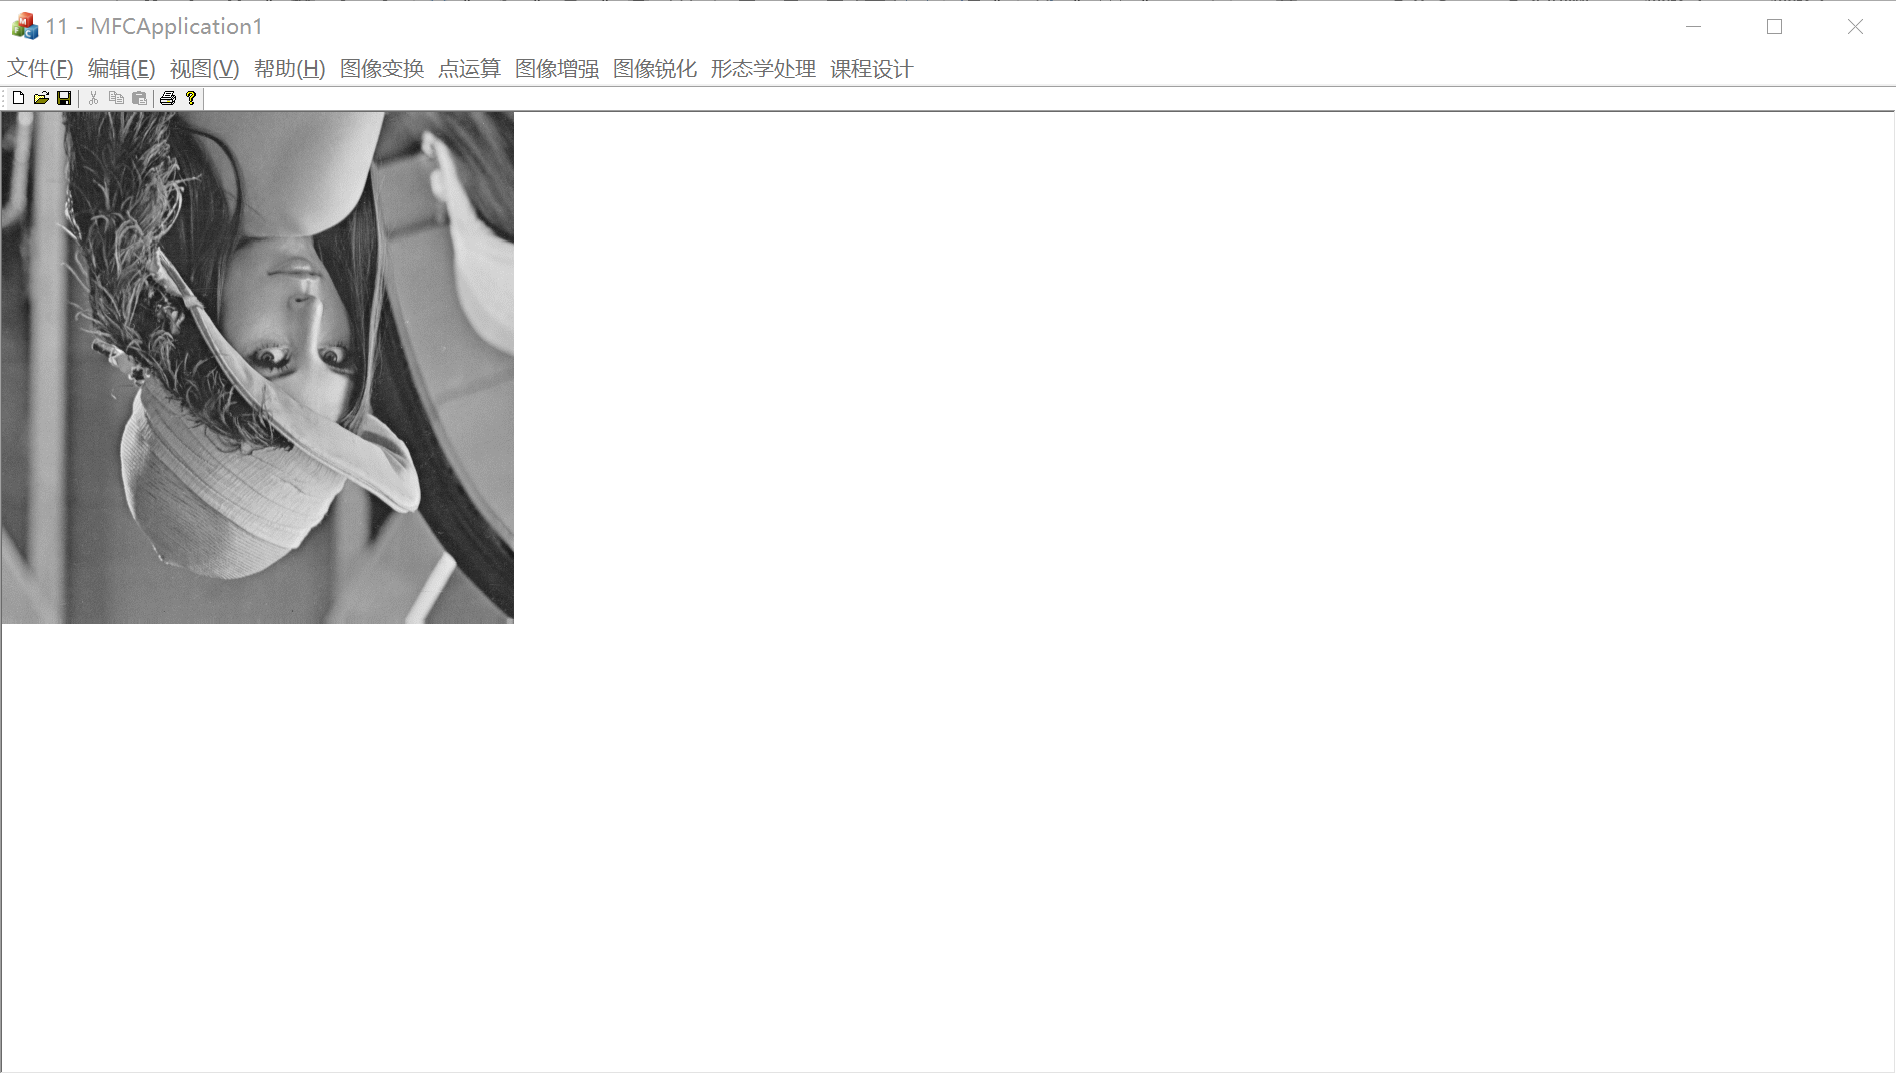 11 - MFCApplication1
文件(F) 编辑(E) 视图(V) 帮助(H) 图像变换 点运算 图像增强 图像锐化 形态学处理 课程设计